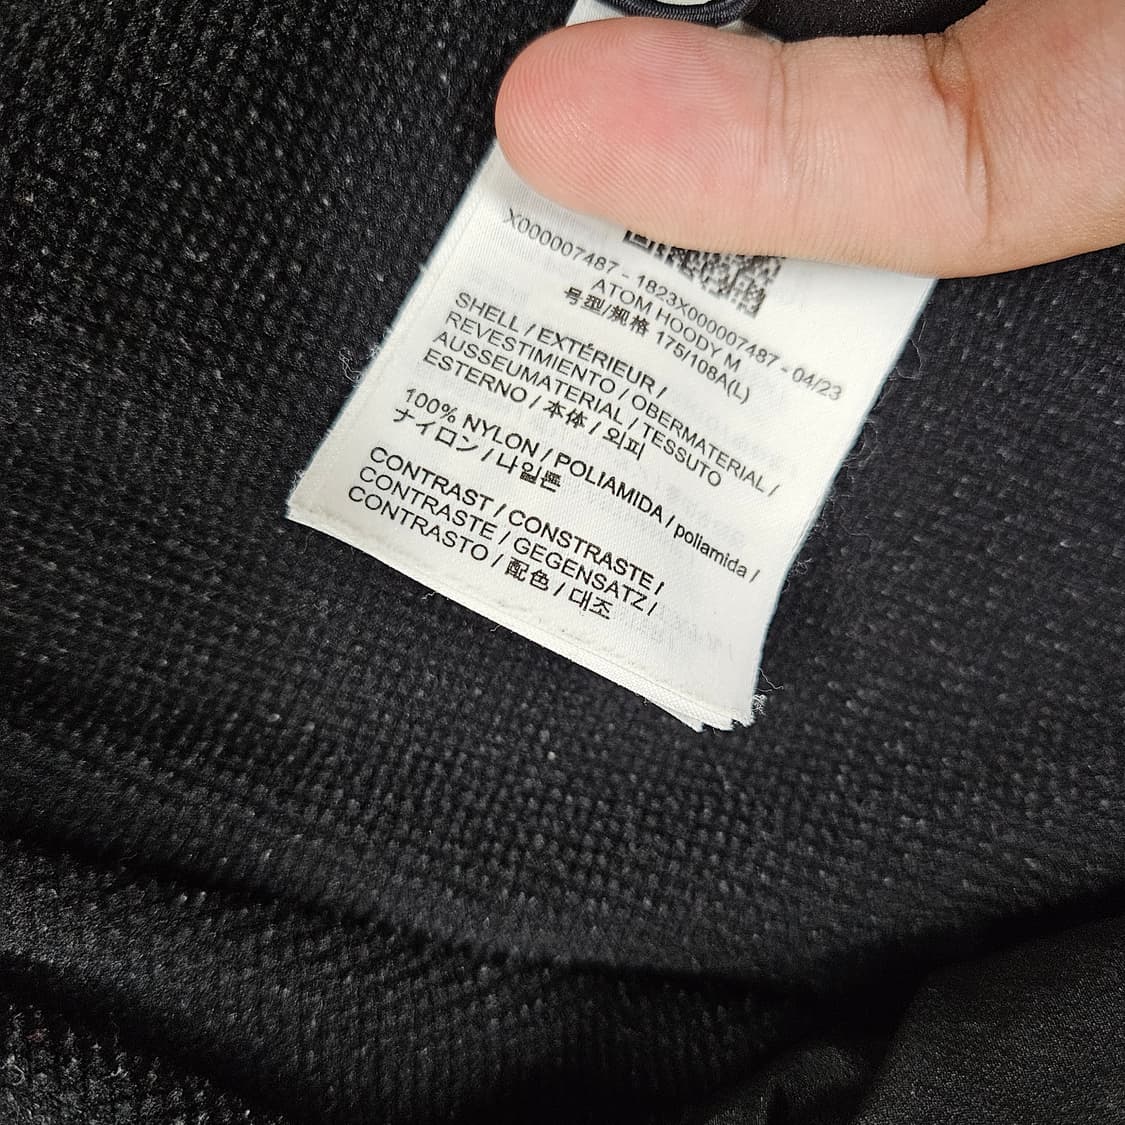 X000007487 - 1823X000007487 - 04/23
ATOM HOODY M
号型/规格 175/108A(L)
SHELL / EXTÉRIEUR /
REVESTIMIENTO / OBERMATERIAL /
AUSSEUMATERIAL / TESSUTO
ESTERNO / 本体 / 외피
100% NYLON / POLIAMIDA / poliamida /
ナイロン / 나일론
CONTRAST / CONSTRASTE /
CONTRASTE / GEGENSATZ /
CONTRASTO / 配色 / 대조